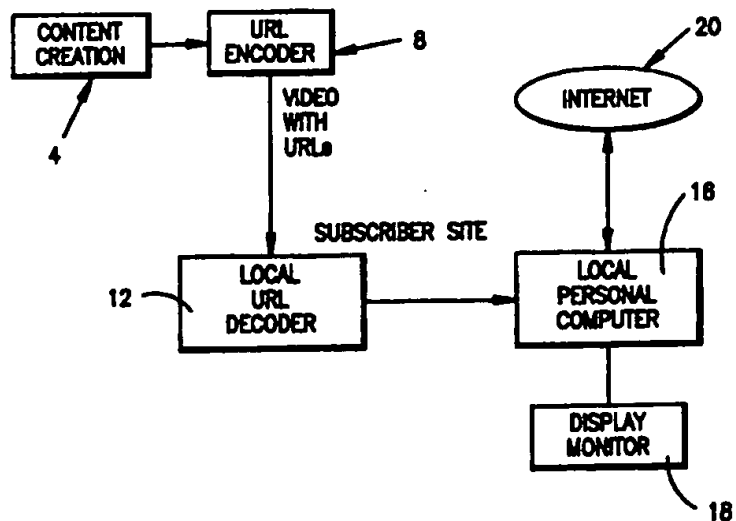 CONTENT
CREATION
URL
ENCODER
8
4
VIDEO
WITH
URLs
20
INTERNET
SUBSCRIBER SITE
16
12
LOCAL
URL
DECODER
LOCAL
PERSONAL
COMPUTER
DISPLAY
MONITOR
18